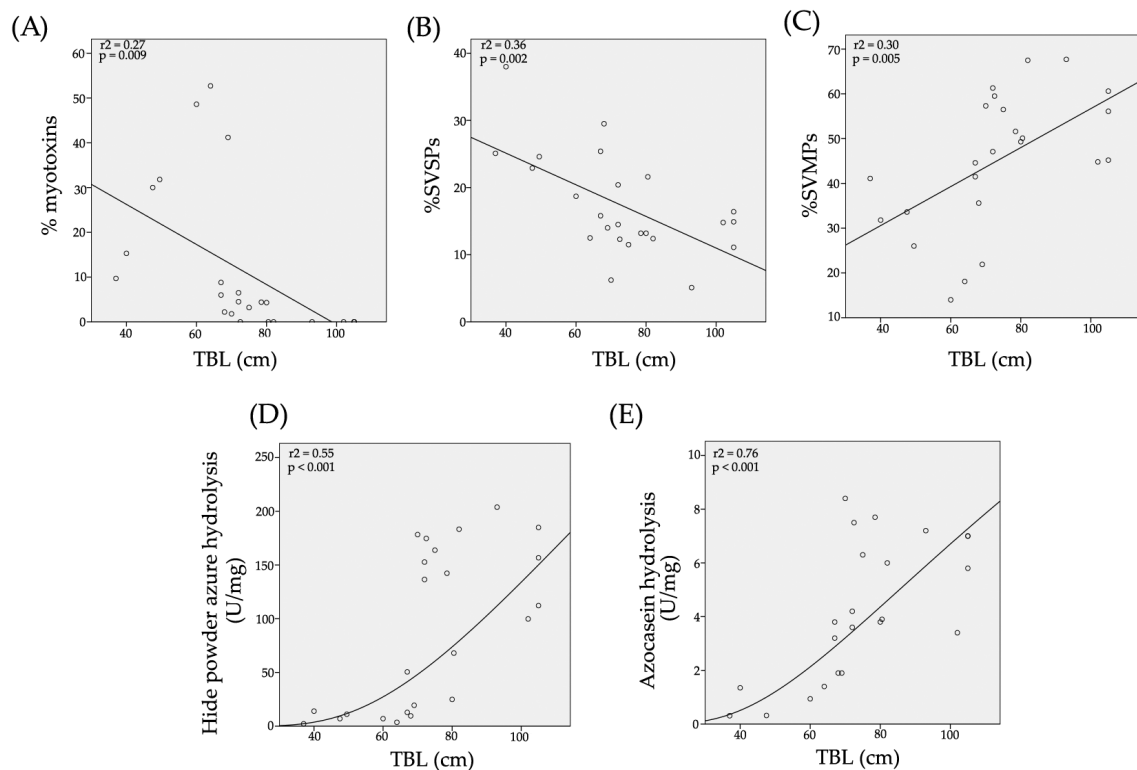 (A)
r2 = 0.27
p = 0.009
% myotoxins
60
50
40
30
20
10
0
40 60 80 100
TBL (cm)
(B)
r2 = 0.36
p = 0.002
%SVSPs
40
30
20
10
0
40 60 80 100
TBL (cm)
(C)
r2 = 0.30
p = 0.005
%SVMPs
70
60
50
40
30
20
10
40 60 80 100
TBL (cm)
(D)
r2 = 0.55
p < 0.001
Hide powder azure hydrolysis
(U/mg)
250
200
150
100
50
0
40 60 80 100
TBL (cm)
(E)
r2 = 0.76
p < 0.001
Azocasein hydrolysis
(U/mg)
10
8
6
4
2
0
40 60 80 100
TBL (cm)